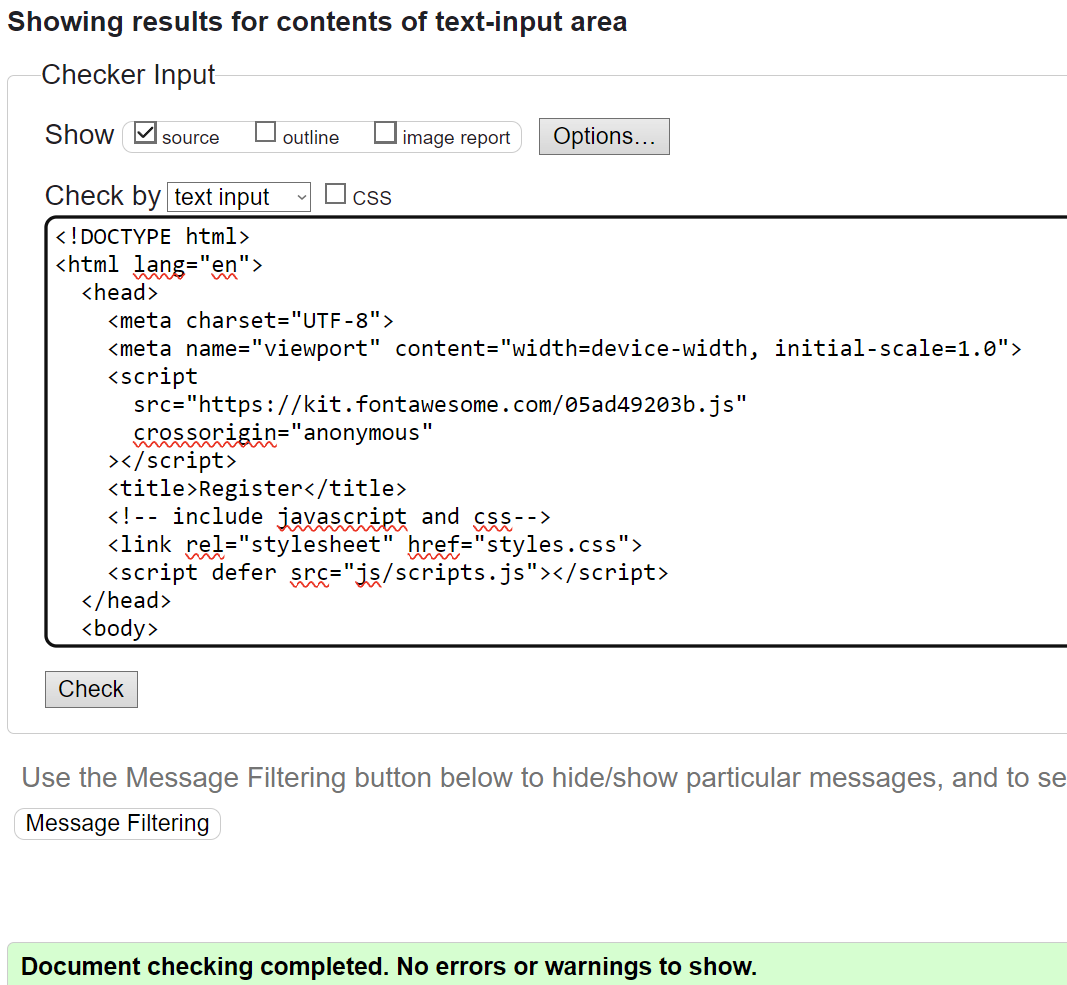 Showing results for contents of text-input area
Checker Input
Show source outline image report Options...
Check by text input CSS
<!DOCTYPE html>
<html lang="en">
<head>
<meta charset="UTF-8">
<meta name="viewport" content="width=device-width, initial-scale=1.0">
<script
src="https://kit.fontawesome.com/05ad49203b.js"
crossorigin="anonymous"
></script>
<title>Register</title>
<!-- include javascript and css-->
<link rel="stylesheet" href="styles.css">
<script defer src="js/scripts.js"></script>
</head>
<body>
Check
Use the Message Filtering button below to hide/show particular messages, and to se
Message Filtering
Document checking completed. No errors or warnings to show.